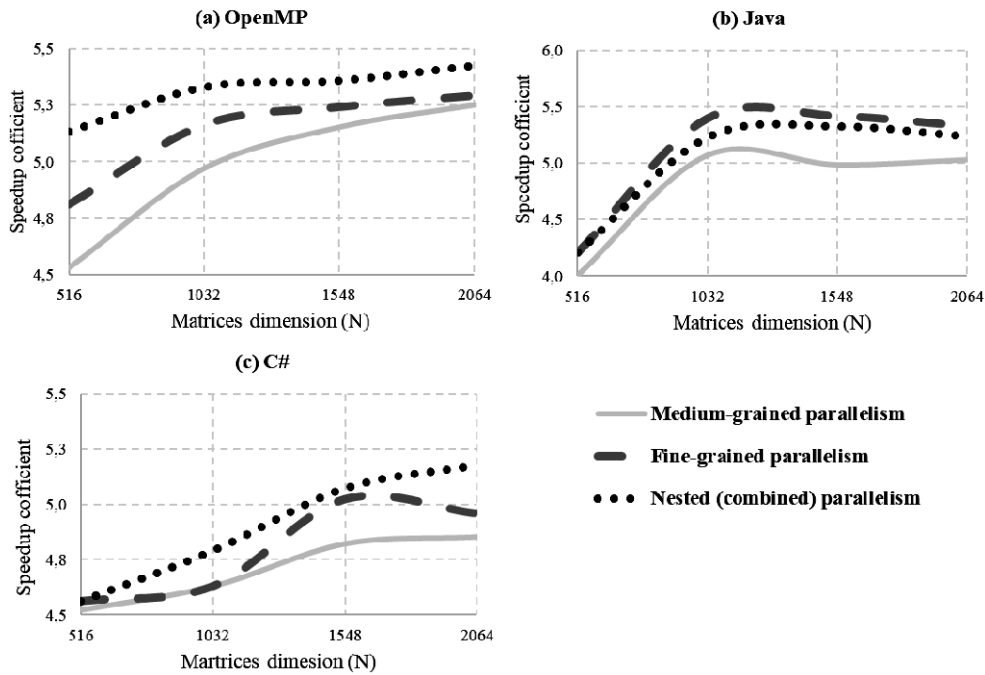 (a) OpenMP
5,5
5,3
5,0
4,8
4,5
Speedup cofficient
516 1032 1548 2064
Matrices dimension (N)
(b) Java
6,0
5,5
5,0
4,5
4,0
Speedup cofficient
516 1032 1548 2064
Matrices dimension (N)
(c) C#
5,5
5,3
5,0
4,8
4,5
Speedup cofficient
516 1032 1548 2064
Martrices dimesion (N)
Medium-grained parallelism
Fine-grained parallelism
Nested (combined) parallelism